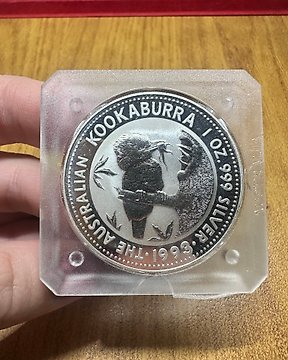 THE AUSTRALIAN KOOKABURRA 1 OZ. 999 SILVER · 1993 ·